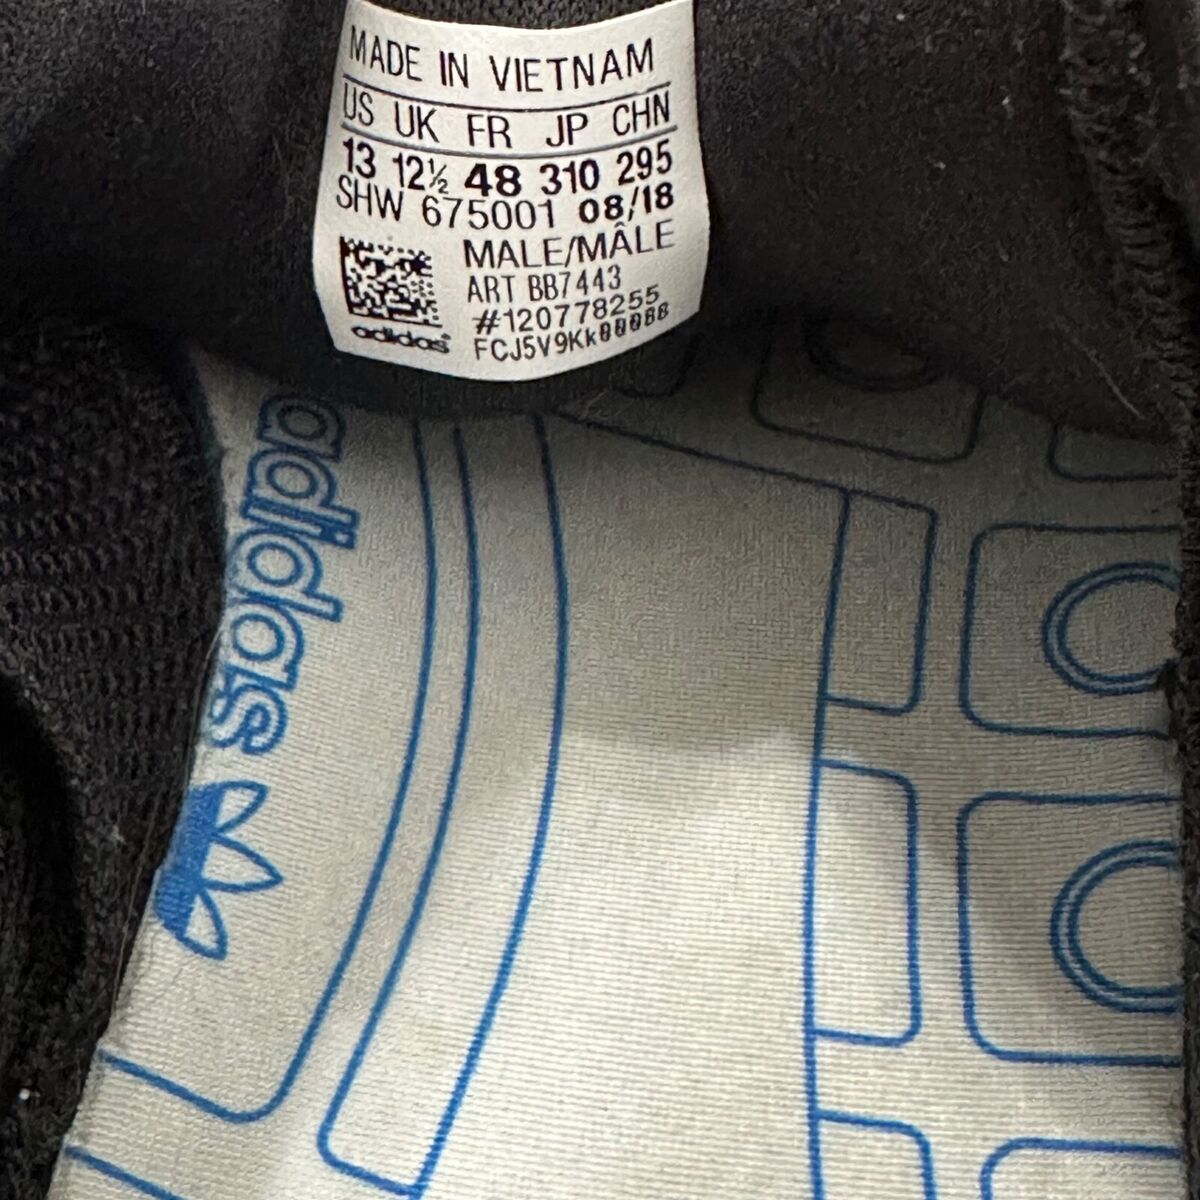 MADE IN VIETNAM
US UK FR JP CHN
13 12½ 48 310 295
SHW 675001 08/18
MALE/MÂLE
ART BB7443
#120778255
adidas
adidas